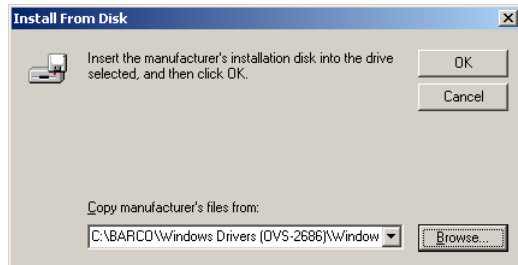 Install From Disk
Insert the manufacturer's installation disk into the drive
selected, and then click OK.
OK
Cancel
Copy manufacturer's files from:
C:\BARCO\Windows Drivers (OVS-2686)\Window
Browse...